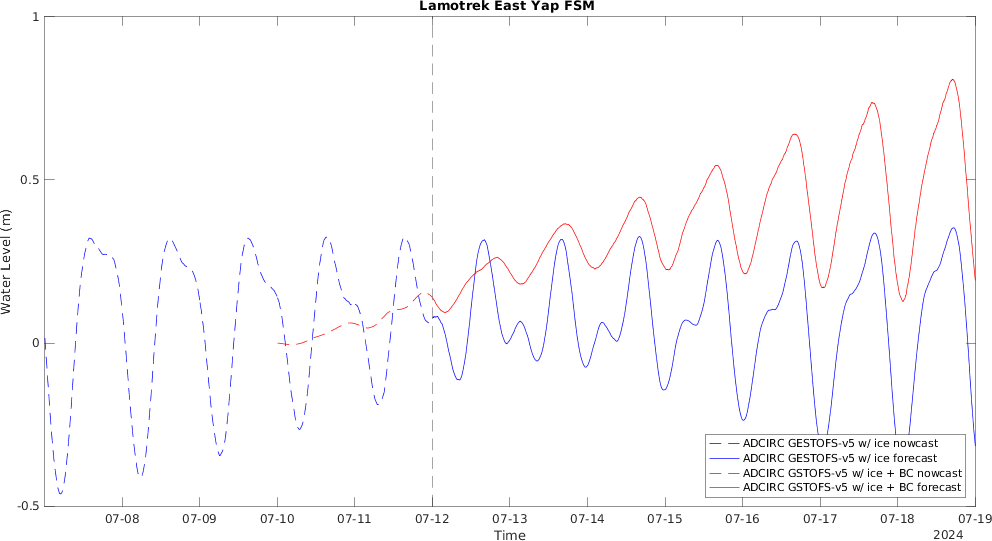 Lamotrek East Yap FSM
1
0.5
0
-0.5
Water Level (m)
ADCIRC GESTOFS-v5 w/ ice nowcast
ADCIRC GESTOFS-v5 w/ ice forecast
ADCIRC GSTOFS-v5 w/ ice + BC nowcast
ADCIRC GSTOFS-v5 w/ ice + BC forecast
07-08 07-09 07-10 07-11 07-12 07-13 07-14 07-15 07-16 07-17 07-18 07-19
Time
2024